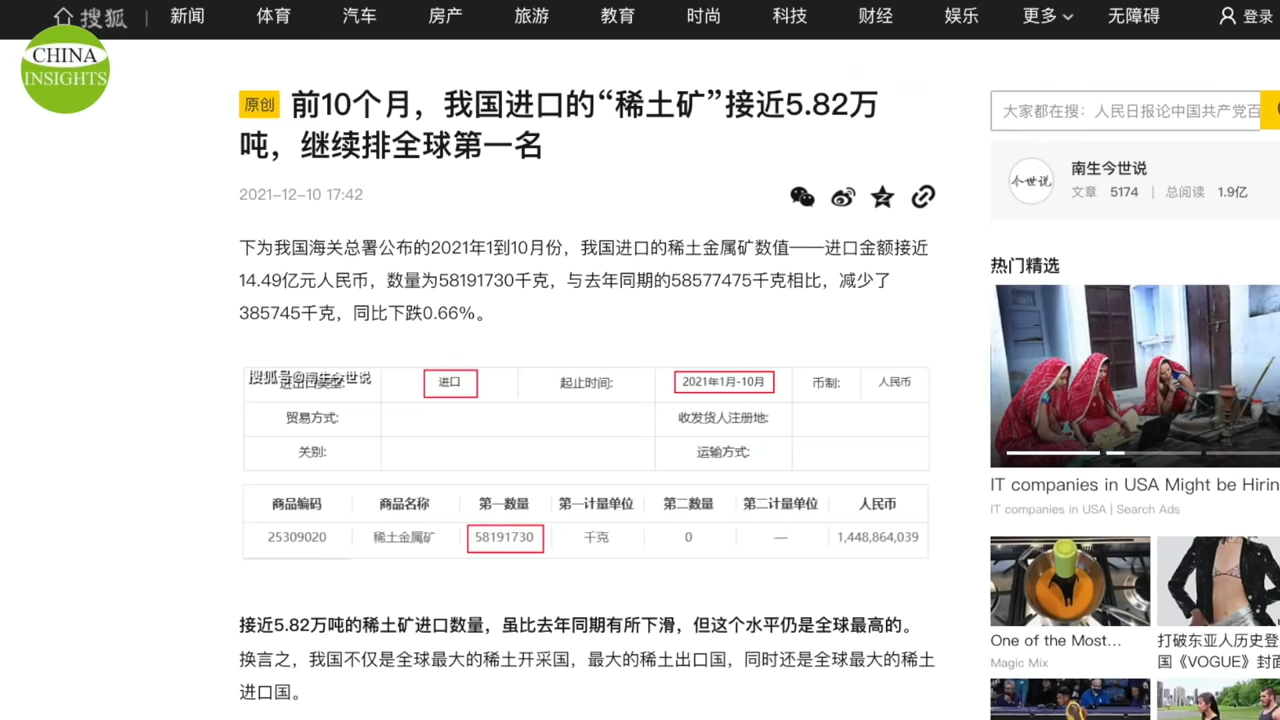 搜狐
新闻
体育
汽车
房产
旅游
教育
时尚
科技
财经
娱乐
更多
无障碍
登录
CHINA
INSIGHTS
原创 前10个月，我国进口的“稀土矿”接近5.82万
吨，继续排全球第一名
2021-12-10 17:42
下为我国海关总署公布的2021年1到10月份，我国进口的稀土金属矿数值——进口金额接近
14.49亿元人民币，数量为58191730千克，与去年同期的58577475千克相比，减少了
385745千克，同比下跌0.66%。
搜狐号@南生今世说
进口 起止时间: 2021年1月-10月 币制: 人民币
贸易方式: 收发货人注册地:
关别: 运输方式:
商品编码 商品名称 第一数量 第一计量单位 第二数量 第二计量单位 人民币
25309020 稀土金属矿 58191730 千克 0 — 1,448,864,039
接近5.82万吨的稀土矿进口数量，虽比去年同期有所下滑，但这个水平仍是全球最高的。
换言之，我国不仅是全球最大的稀土开采国，最大的稀土出口国，同时还是全球最大的稀土
进口国。
大家都在搜：人民日报论中国共产党百
今世说
南生今世说
文章 5174 | 总阅读 1.9亿
热门精选
IT companies in USA Might be Hirin
IT companies in USA | Search Ads
One of the Most...
Magic Mix
打破东亚人历史登
国《VOGUE》封面